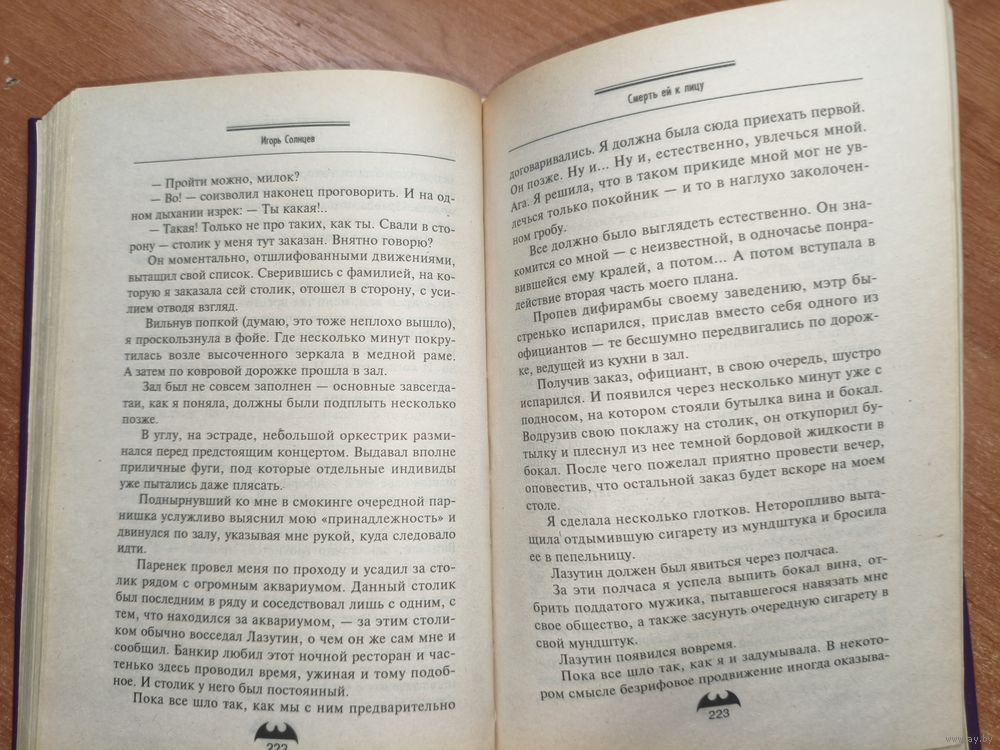 Игорь Солнцев
— Пройти можно, милок?
— Во! — соизволил наконец проговорить. И на од-
ном дыхании изрек: — Ты какая!..
— Такая! Только не про таких, как ты. Свали в сто-
рону — столик у меня тут заказан. Внятно говорю?
Он моментально, отшлифованными движениями,
вытащил свой список. Сверившись с фамилией, на ко-
торую я заказала сей столик, отошел в сторону, с уси-
лием отводя взгляд.
Вильнув попкой (думаю, это тоже неплохо вышло),
я проскользнула в фойе. Где несколько минут покру-
тилась возле высоченного зеркала в медной раме.
А затем по ковровой дорожке прошла в зал.
Зал был не совсем заполнен — основные завсегда-
таи, как я поняла, должны были подплыть несколько
позже.
В углу, на эстраде, небольшой оркестрик разми-
нался перед предстоящим концертом. Выдавал вполне
приличные фуги, под которые отдельные индивиды
уже пытались даже плясать.
Поднырнувший ко мне в смокинге очередной пар-
нишка услужливо выяснил мою «принадлежность» и
двинулся по залу, указывая мне рукой, куда следовало
идти.
Паренек провел меня по проходу и усадил за сто-
лик рядом с огромным аквариумом. Данный столик
был последним в ряду и соседствовал лишь с одним, с
тем, что находился за аквариумом, — за этим столи-
ком обычно восседал Лазутин, о чем он же сам мне и
сообщил. Банкир любил этот ночной ресторан и час-
тенько здесь проводил время, ужиная и тому подоб-
ное. И столик у него был постоянный.
Пока все шло так, как мы с ним предварительно
222
Смерть ей к лицу
договаривались. Я должна была сюда приехать первой.
Он позже. Ну и... Ну и, естественно, увлечься мной.
Ага. Я решила, что в таком прикиде мной мог не ув-
лечься только покойник — и то в наглухо заколочен-
ном гробу.
Все должно было выглядеть естественно. Он зна-
комится со мной — с неизвестной, в одночасье понра-
вившейся ему кралей, а потом... А потом вступала в
действие вторая часть моего плана.
Пропев дифирамбы своему заведению, мэтр бы-
стренько испарился, прислав вместо себя одного из
официантов — те бесшумно передвигались по дорож-
ке, ведущей из кухни в зал.
Получив заказ, официант, в свою очередь, шустро
испарился. И появился через несколько минут уже с
подносом, на котором стояли бутылка вина и бокал.
Водрузив свою поклажу на столик, он откупорил бу-
тылку и плеснул из нее темной бордовой жидкости в
бокал. После чего пожелал приятно провести вечер,
оповестив, что остальной заказ будет вскоре на моем
столе.
Я сделала несколько глотков. Неторопливо выта-
щила отдымившую сигарету из мундштука и бросила
ее в пепельницу.
Лазутин должен был явиться через полчаса.
За эти полчаса я успела выпить бокал вина, от-
брить поддатого мужика, пытавшегося навязать мне
свое общество, а также засунуть очередную сигарету в
свой мундштук.
Лазутин появился вовремя.
Пока все шло так, как я и задумывала. В некото-
ром смысле безрифовое продвижение иногда оказыва-
223
www.ay.by